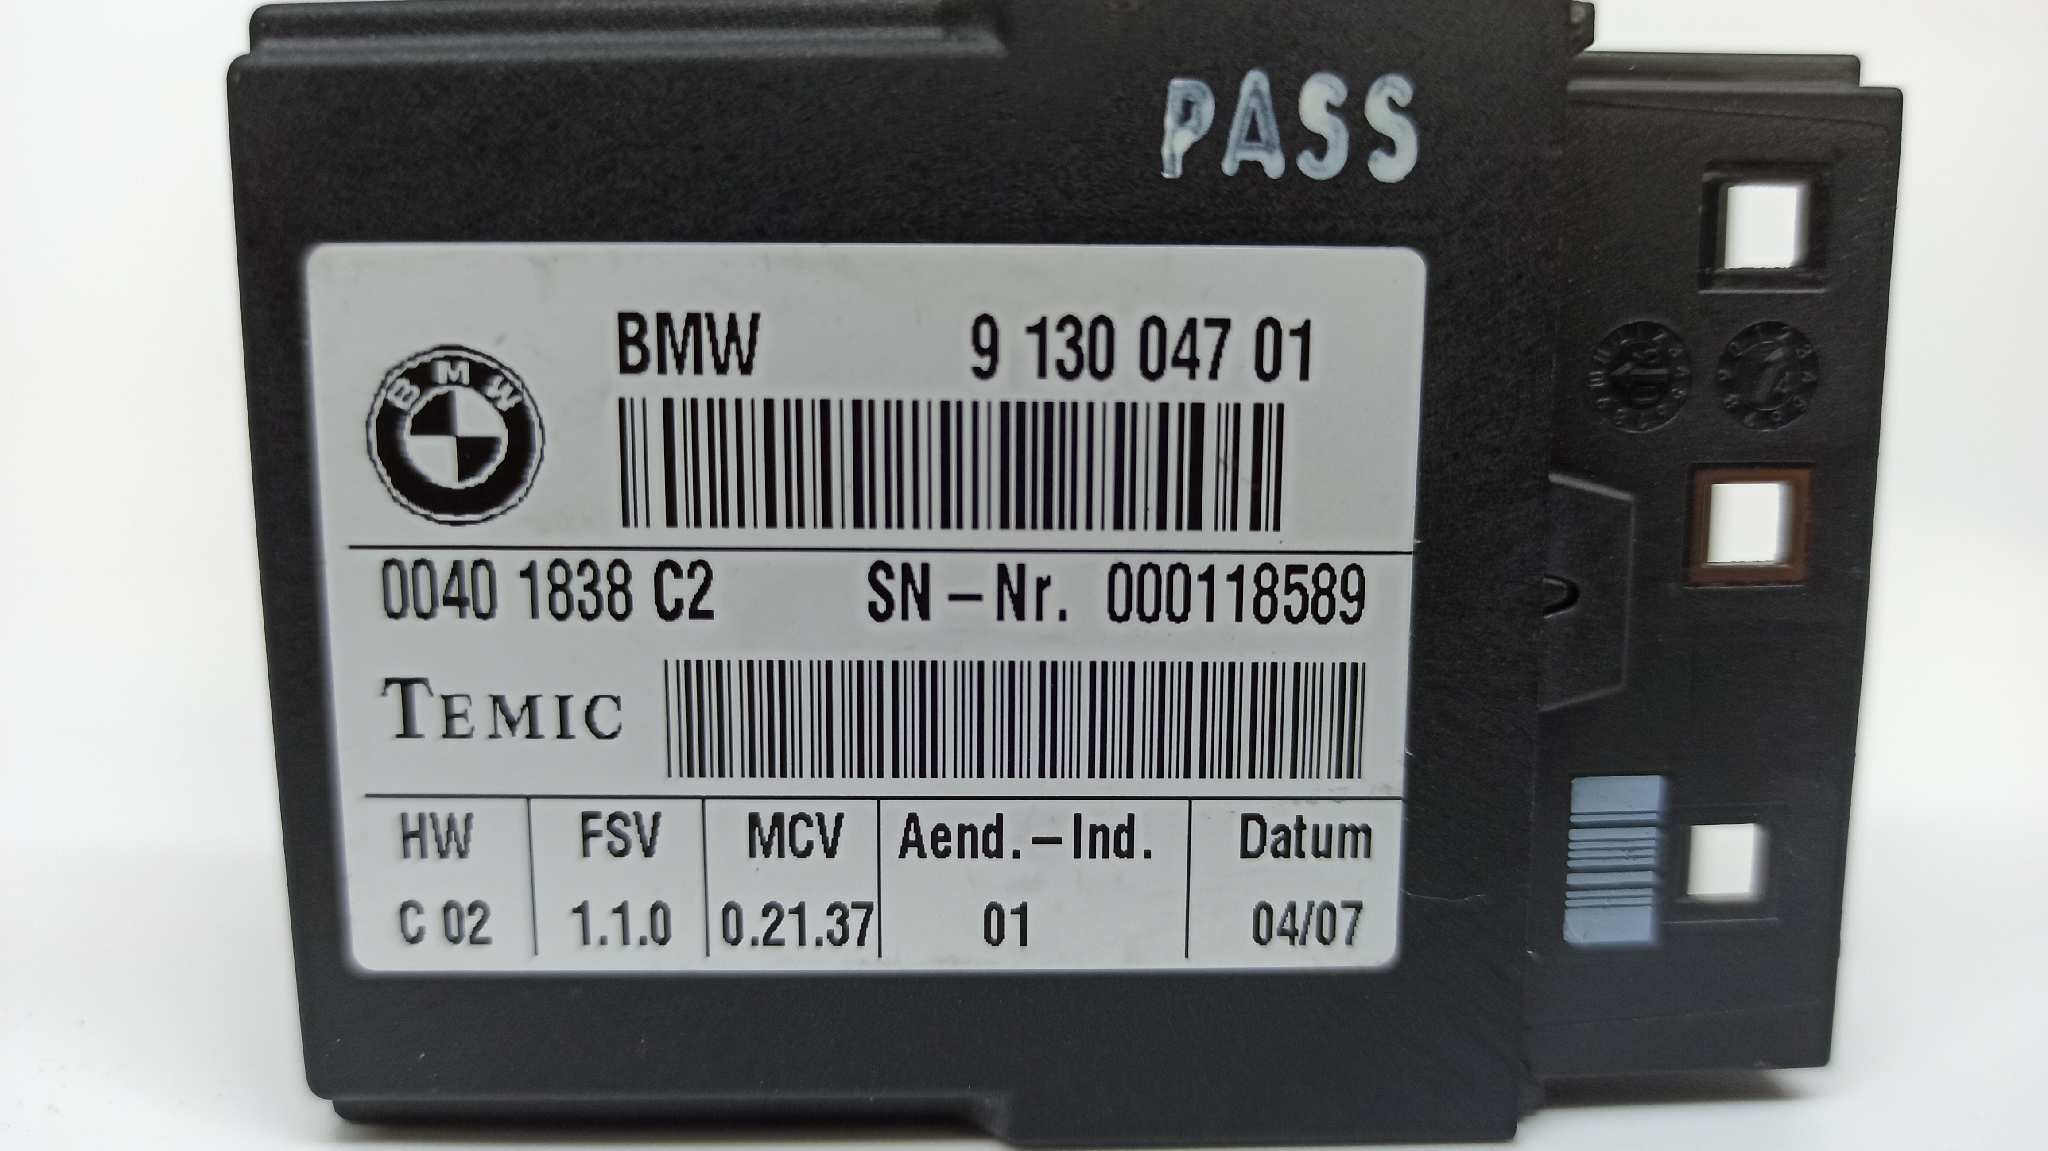 PASS
BMW 9 130 047 01
BMW
0040 1838 C2 SN-Nr. 000118589
TEMIC
HW FSV MCV Aend.-Ind. Datum
C 02 1.1.0 0.21.37 01 04/07